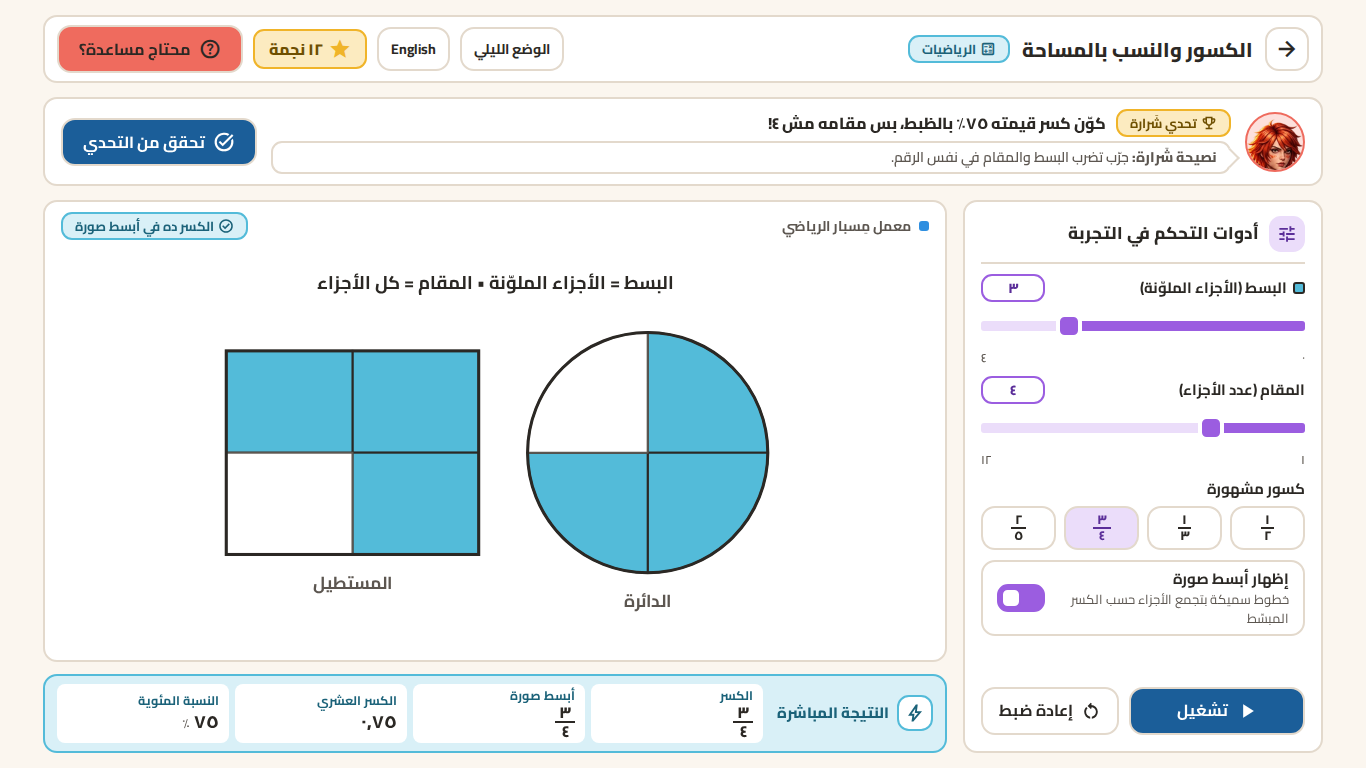 الكسور والنسب بالمساحة
الرياضيات
الوضع الليلي
English
١٢ نجمة
محتاج مساعدة؟
تحدي شرارة
كوّن كسر قيمته ٧٥٪ بالظبط، بس مقامه مش ٤!
نصيحة شرارة: جرّب تضرب البسط والمقام في نفس الرقم.
تحقق من التحدي
أدوات التحكم في التجربة
البسط (الأجزاء الملوّنة)
٣
٠
٤
المقام (عدد الأجزاء)
٤
١
١٢
كسور مشهورة
١
٢
١
٣
٣
٤
٢
٥
إظهار أبسط صورة
خطوط سميكة بتجمع الأجزاء حسب الكسر
المبسّط
تشغيل
إعادة ضبط
معمل مِسبار الرياضي
الكسر ده في أبسط صورة
البسط = الأجزاء الملوّنة ▪ المقام = كل الأجزاء
الدائرة
المستطيل
النتيجة المباشرة
الكسر
٣
٤
أبسط صورة
٣
٤
الكسر العشري
٠,٧٥
النسبة المئوية
٧٥ ٪